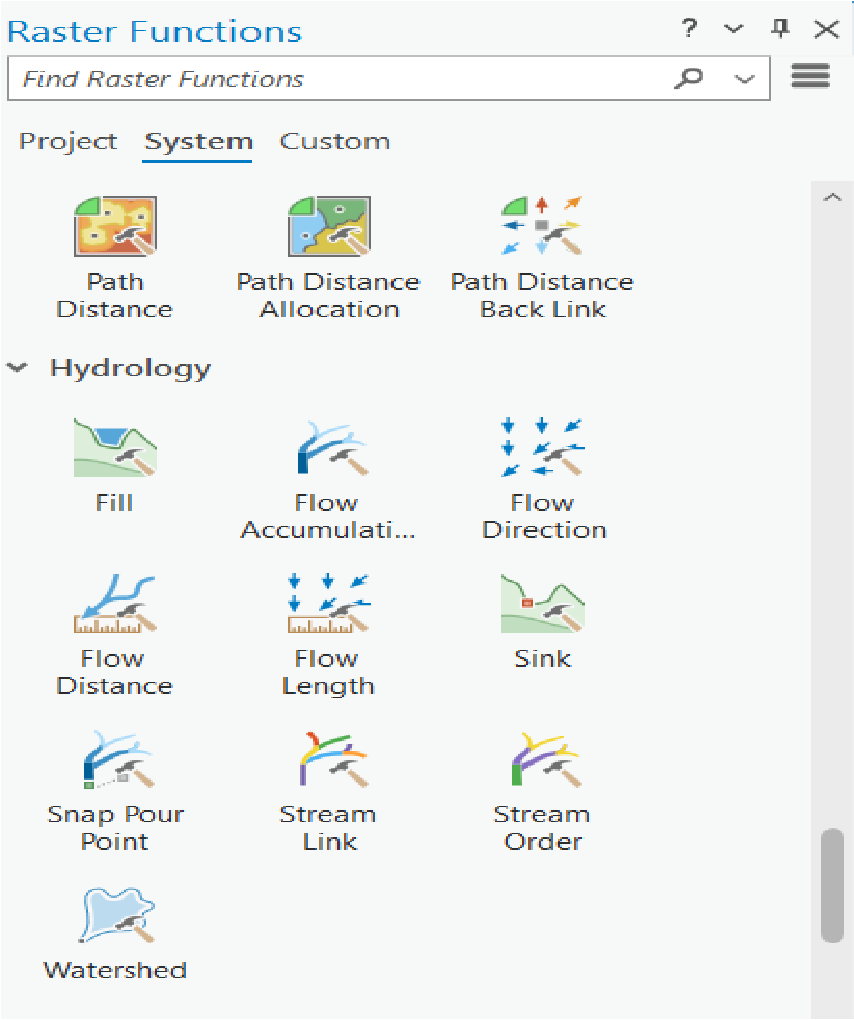 Raster Functions
?
Find Raster Functions
Project System Custom
Path Distance
Path Distance Allocation
Path Distance Back Link
Hydrology
Fill
Flow Accumulati...
Flow Direction
Flow Distance
Flow Length
Sink
Snap Pour Point
Stream Link
Stream Order
Watershed